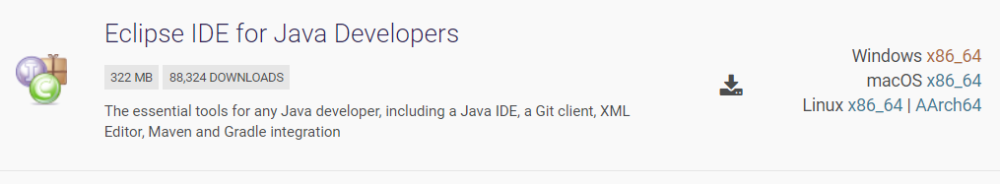 Eclipse IDE for Java Developers
322 MB 88,324 DOWNLOADS
The essential tools for any Java developer, including a Java IDE, a Git client, XML
Editor, Maven and Gradle integration
Windows x86_64
macOS x86_64
Linux x86_64 | AArch64